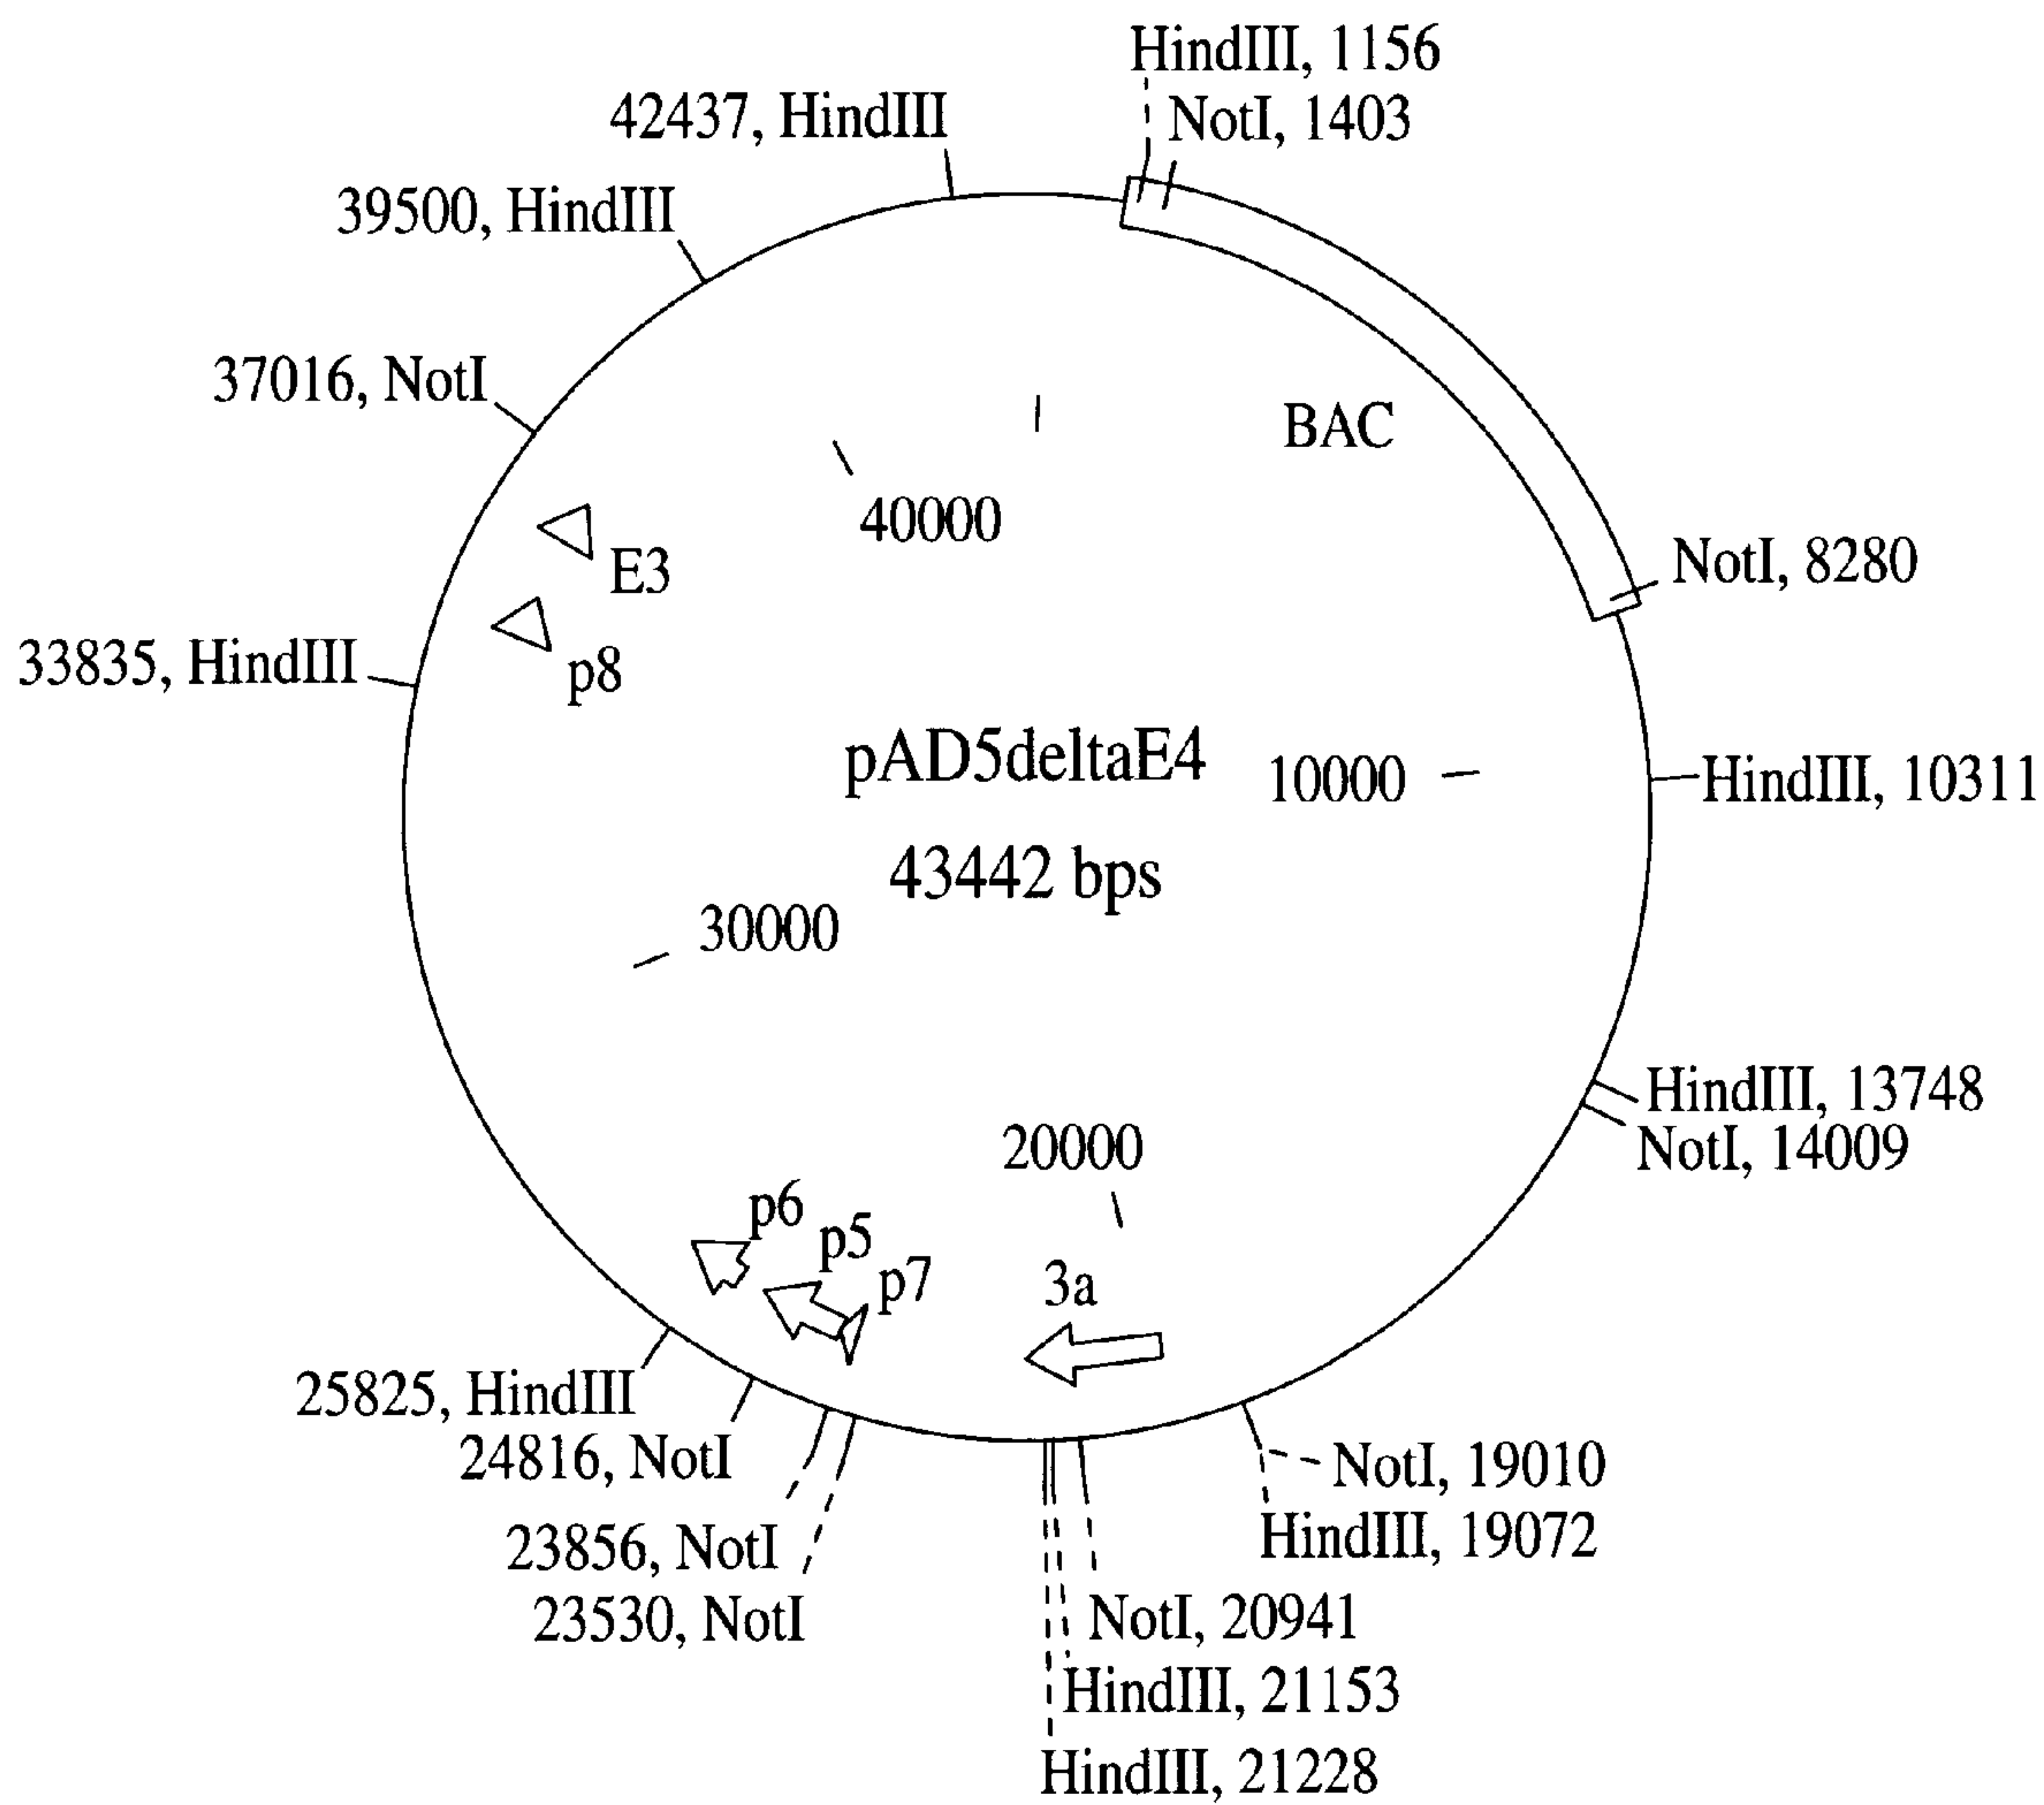 HindIII, 1156
NotI, 1403
42437, HindIII
39500, HindIII
37016, NotI
BAC
40000
NotI, 8280
E3
p8
33835, HindIII
pAD5deltaE4
10000
HindIII, 10311
43442 bps
30000
HindIII, 13748
NotI, 14009
20000
p6
p5
p7
3a
25825, HindIII
24816, NotI
23856, NotI
23530, NotI
NotI, 19010
HindIII, 19072
NotI, 20941
HindIII, 21153
HindIII, 21228